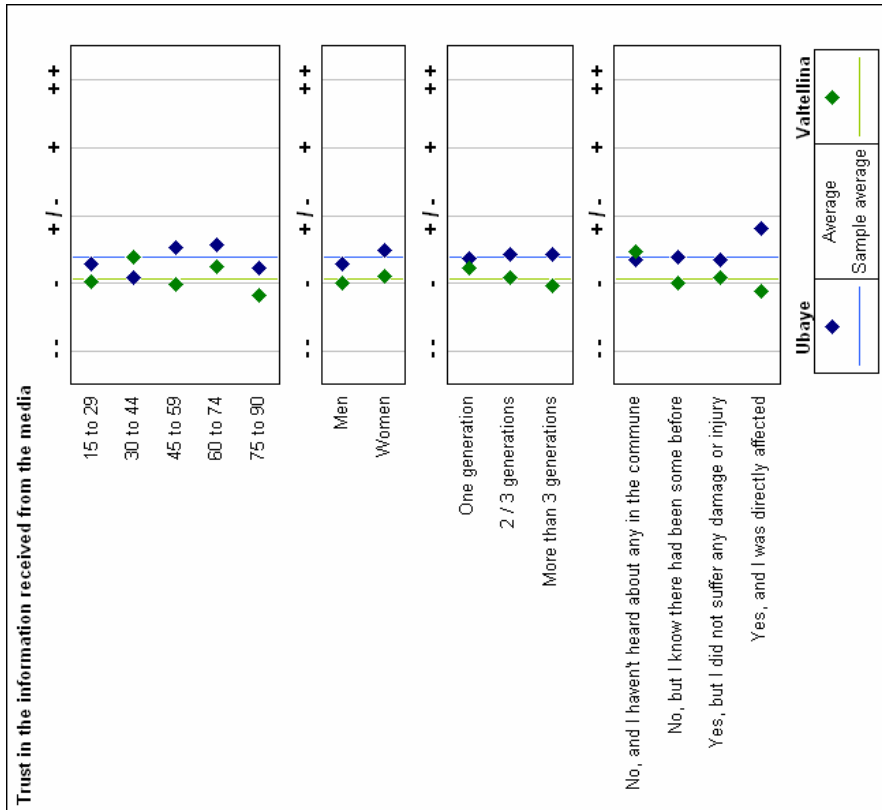 Trust in the information received from the media
- - - +/- + ++
15 to 29
30 to 44
45 to 59
60 to 74
75 to 90
- - - +/- + ++
Men
Women
- - - +/- + ++
One generation
2 / 3 generations
More than 3 generations
- - - +/- + ++
No, and I haven't heard about any in the commune
No, but I know there had been some before
Yes, but I did not suffer any damage or injury
Yes, and I was directly affected
Ubaye Valtellina
Average
Sample average